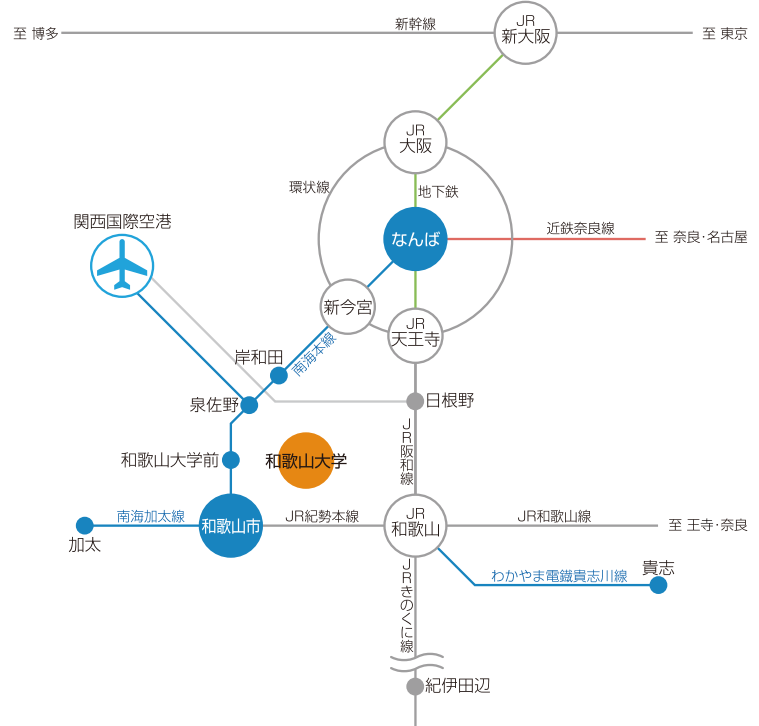 至 博多
新幹線
JR
新大阪
至 東京
JR
大阪
環状線
地下鉄
関西国際空港
なんば
近鉄奈良線
至 奈良・名古屋
新今宮
JR
天王寺
南海本線
岸和田
泉佐野
日根野
JR阪和線
和歌山大学前
和歌山大学
南海加太線
加太
和歌山市
JR紀勢本線
JR
和歌山
JR和歌山線
至 王寺・奈良
わかやま電鐵貴志川線
貴志
JRきのくに線
紀伊田辺